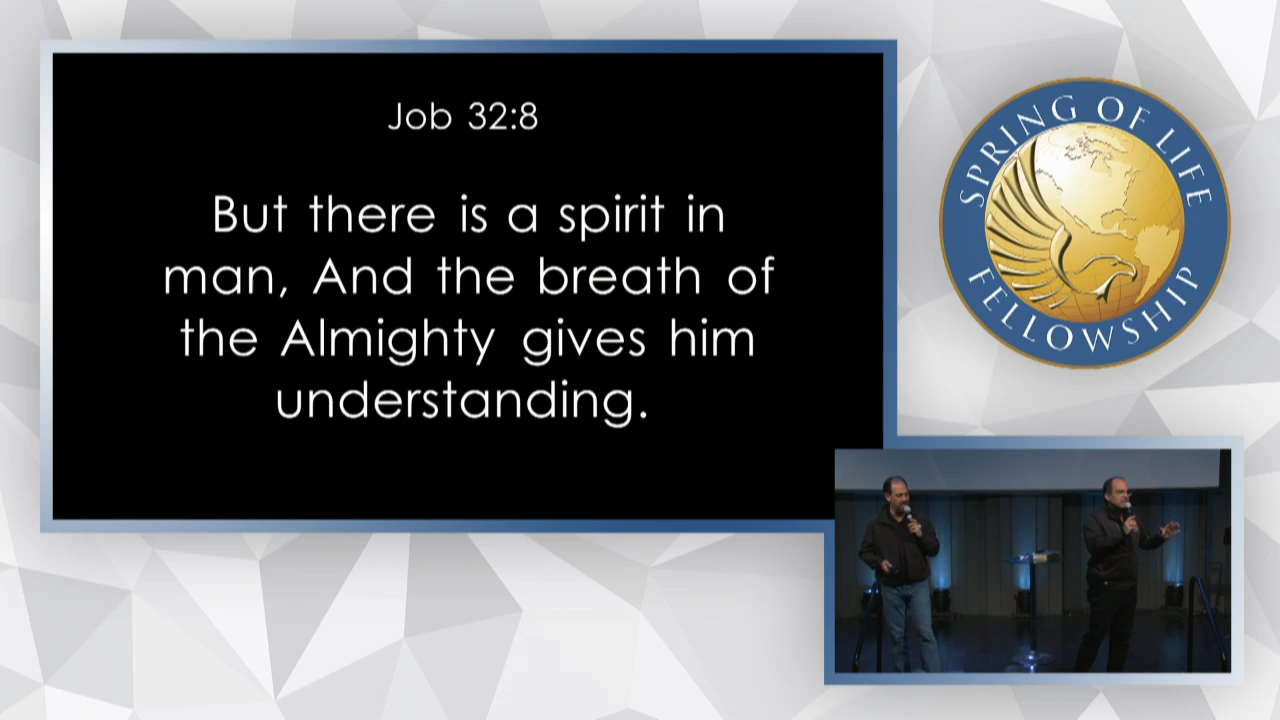 Job 32:8
But there is a spirit in
man, And the breath of
the Almighty gives him
understanding.
SPRING OF LIFE
FELLOWSHIP